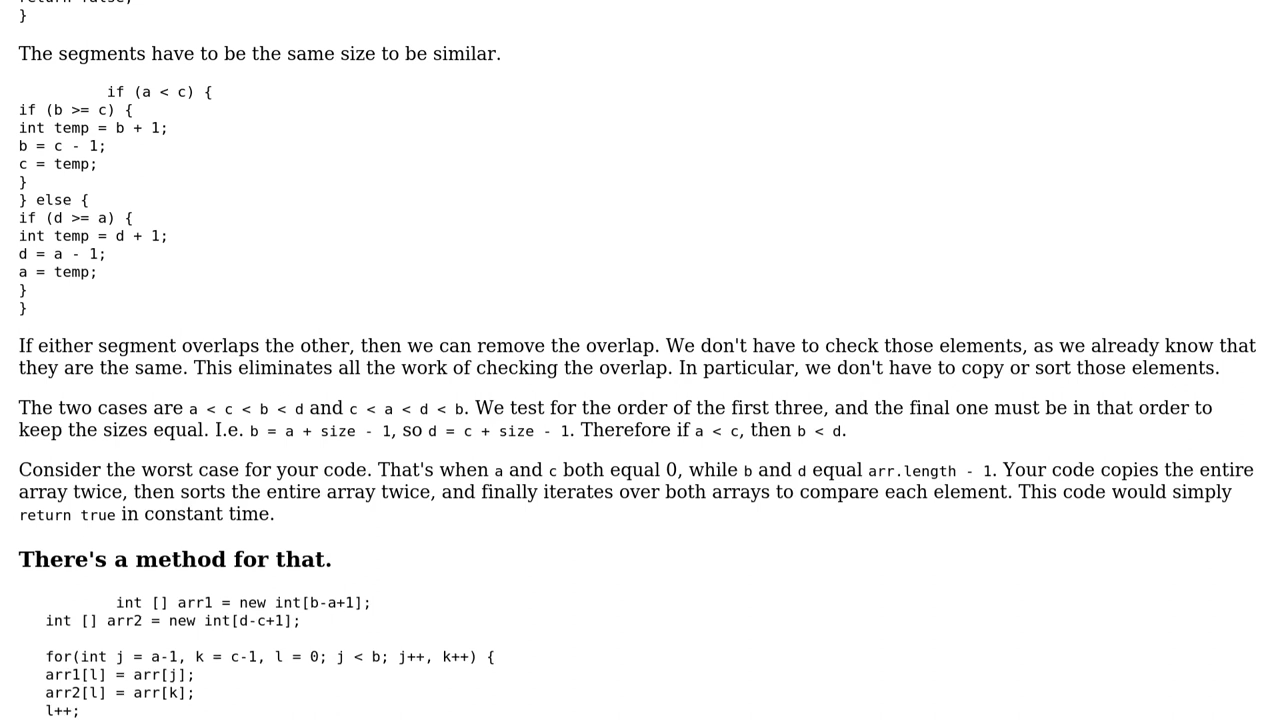 return false;
}
The segments have to be the same size to be similar.
if (a < c) {
if (b >= c) {
int temp = b + 1;
b = c - 1;
c = temp;
}
} else {
if (d >= a) {
int temp = d + 1;
d = a - 1;
a = temp;
}
}
If either segment overlaps the other, then we can remove the overlap. We don't have to check those elements, as we already know that
they are the same. This eliminates all the work of checking the overlap. In particular, we don't have to copy or sort those elements.
The two cases are a < c < b < d and c < a < d < b. We test for the order of the first three, and the final one must be in that order to
keep the sizes equal. I.e. b = a + size - 1, so d = c + size - 1. Therefore if a < c, then b < d.
Consider the worst case for your code. That's when a and c both equal 0, while b and d equal arr.length - 1. Your code copies the entire
array twice, then sorts the entire array twice, and finally iterates over both arrays to compare each element. This code would simply
return true in constant time.
There's a method for that.
int [] arr1 = new int[b-a+1];
int [] arr2 = new int[d-c+1];
for(int j = a-1, k = c-1, l = 0; j < b; j++, k++) {
arr1[l] = arr[j];
arr2[l] = arr[k];
l++;